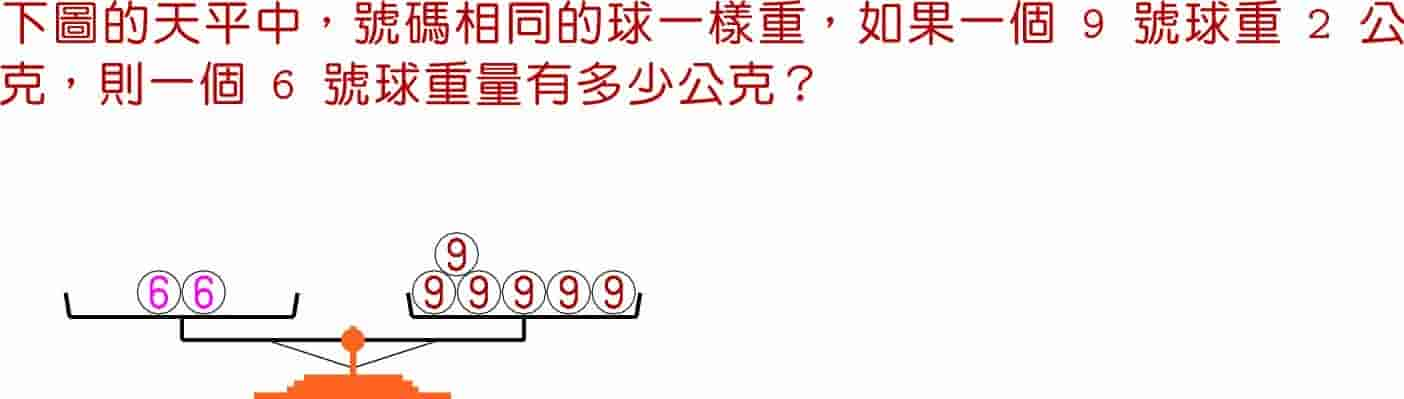 下圖的天平中，號碼相同的球一樣重，如果一個 9 號球重 2 公
克，則一個 6 號球重量有多少公克？
9
6 6 9 9 9 9 9